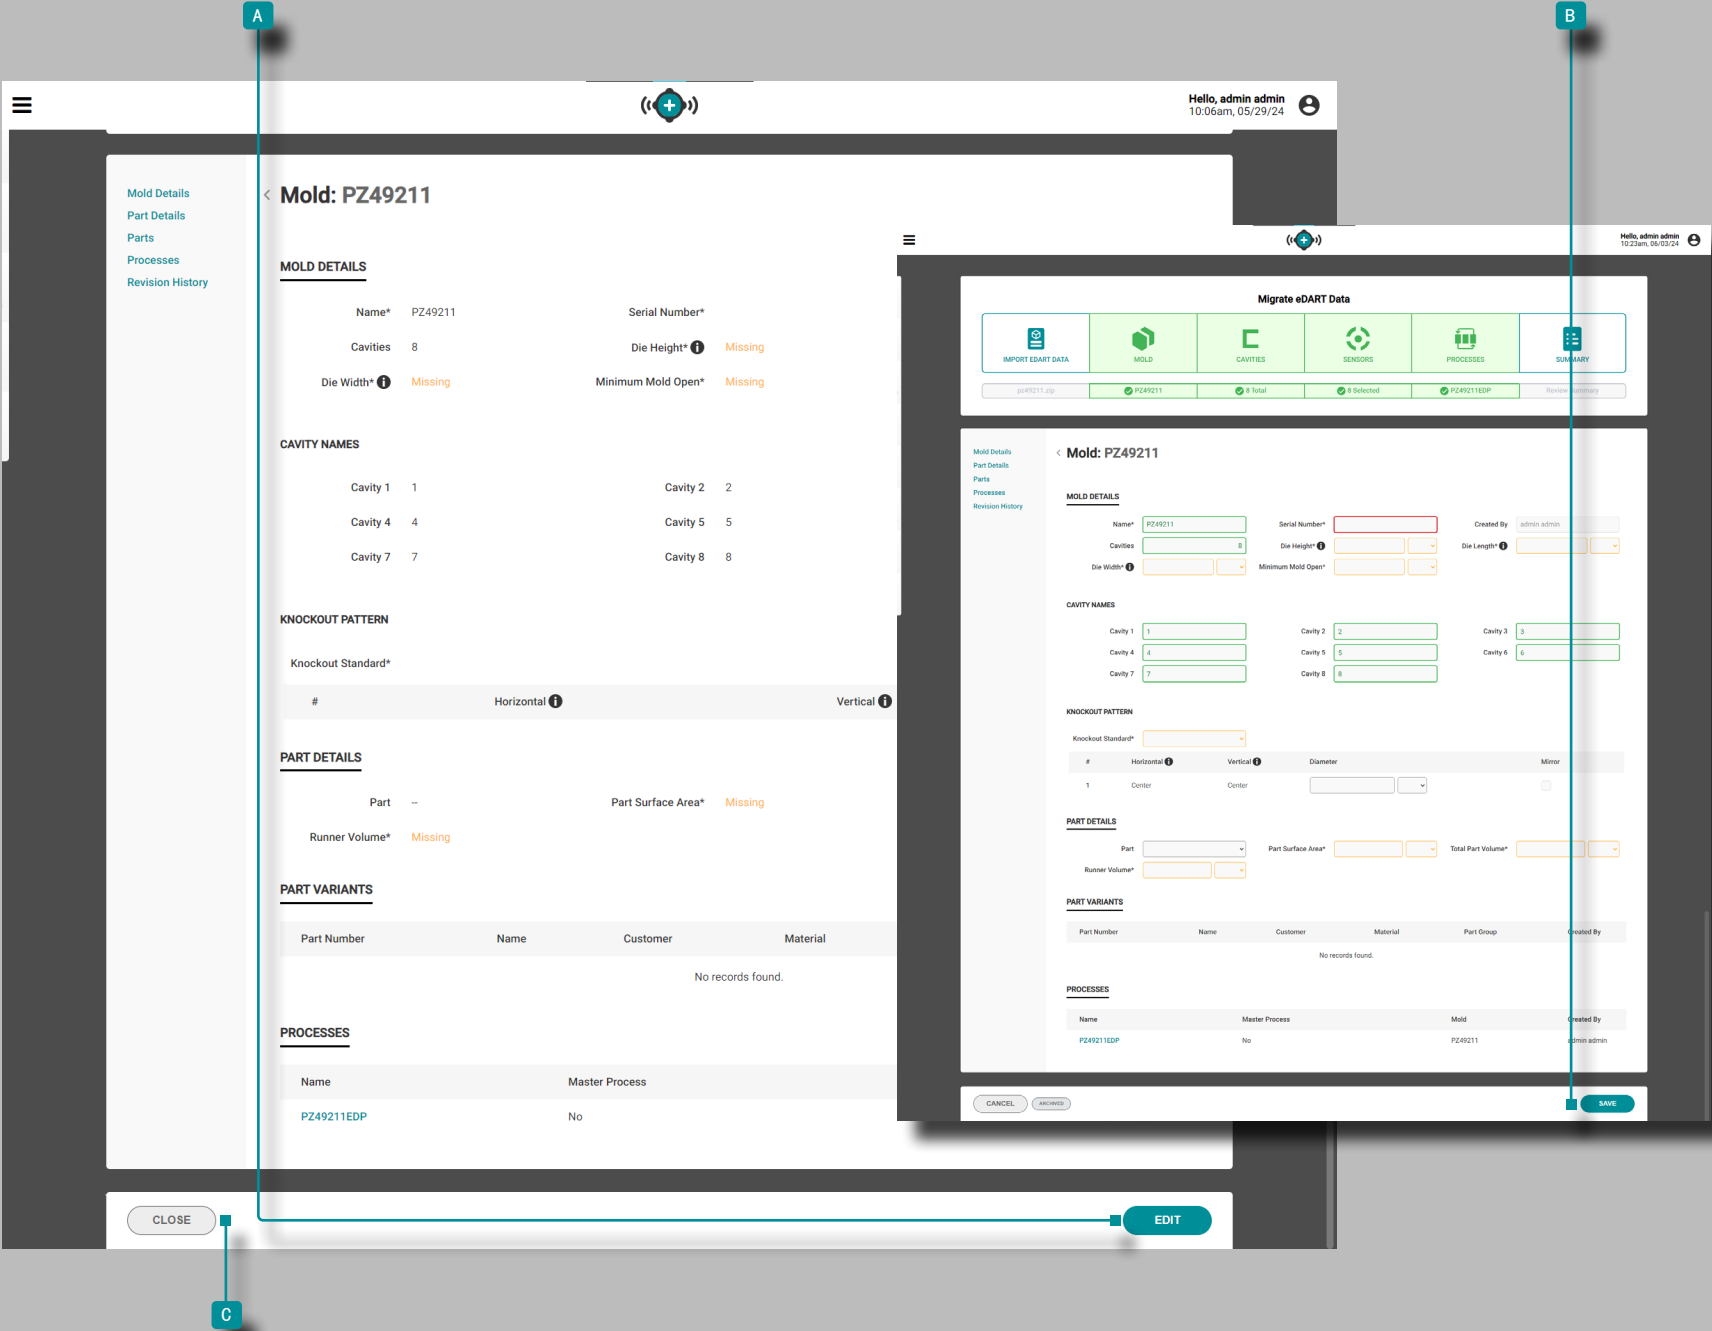 A
B
Hello, admin admin
10:06am, 05/29/24
Mold Details
Part Details
Parts
Processes
Revision History
Mold: PZ49211
MOLD DETAILS
Name* PZ49211 Serial Number*
Cavities 8 Die Height* Missing
Die Width* Missing Minimum Mold Open* Missing
CAVITY NAMES
Cavity 1 1 Cavity 2 2
Cavity 4 4 Cavity 5 5
Cavity 7 7 Cavity 8 8
KNOCKOUT PATTERN
Knockout Standard*
# Horizontal Vertical
PART DETAILS
Part -- Part Surface Area* Missing
Runner Volume* Missing
PART VARIANTS
Part Number Name Customer Material
No records found.
PROCESSES
Name Master Process
PZ49211EDP No
CLOSE EDIT
C
Hello, admin admin
10:23am, 06/03/24
Migrate eDART Data
IMPORT EDART DATA MOLD CAVITIES SENSORS PROCESSES SUMMARY
pz49211.zip PZ49211 8 Total 8 Selected PZ49211EDP Review Summary
Mold Details
Part Details
Parts
Processes
Revision History
Mold: PZ49211
MOLD DETAILS
Name* PZ49211 Serial Number* Created By admin admin
Cavities 8 Die Height* Die Length*
Die Width* Minimum Mold Open*
CAVITY NAMES
Cavity 1 1 Cavity 2 2 Cavity 3 3
Cavity 4 4 Cavity 5 5 Cavity 6 6
Cavity 7 7 Cavity 8 8
KNOCKOUT PATTERN
Knockout Standard*
# Horizontal Vertical Diameter Mirror
1 Center Center
PART DETAILS
Part Part Surface Area* Total Part Volume*
Runner Volume*
PART VARIANTS
Part Number Name Customer Material Part Group Created By
No records found.
PROCESSES
Name Master Process Mold Created By
PZ49211EDP No PZ49211 admin admin
CANCEL ARCHIVED SAVE